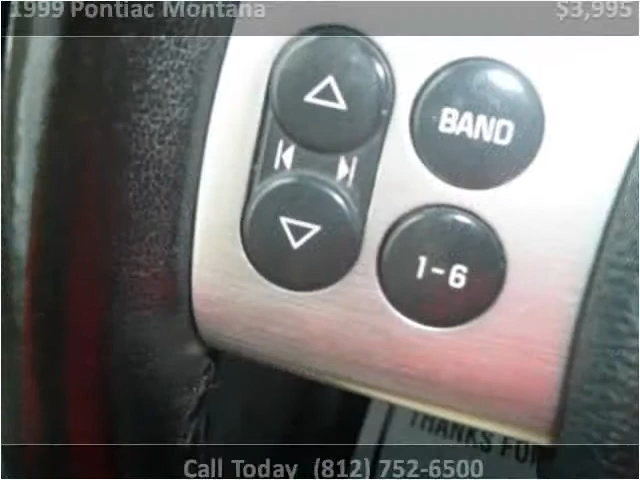 1999 Pontiac Montana $3,995
BAND
1-6
THANKS FOR
Call Today (812) 752-6500